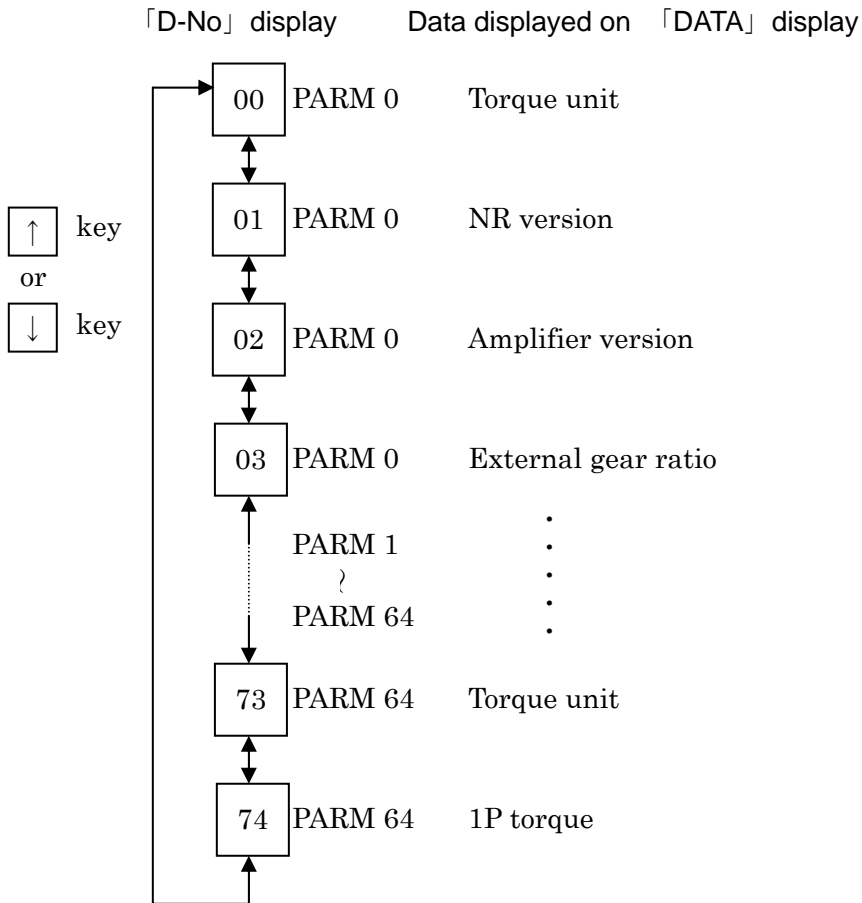 「D-No」 display Data displayed on 「DATA」 display
00 PARM 0 Torque unit
01 PARM 0 NR version
↑ key
or
↓ key
02 PARM 0 Amplifier version
03 PARM 0 External gear ratio
PARM 1
~
PARM 64
73 PARM 64 Torque unit
74 PARM 64 1P torque